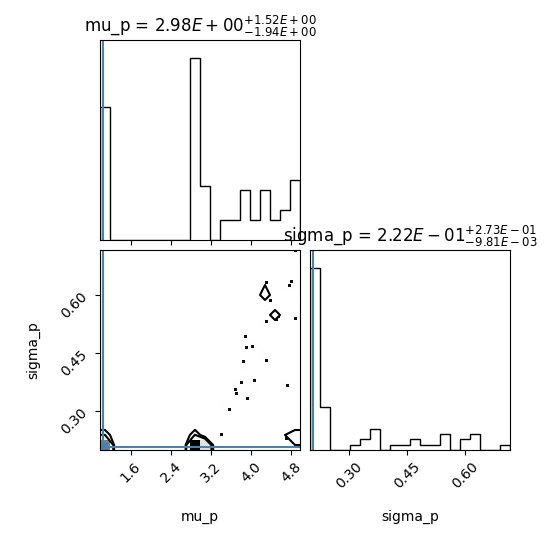 mu_p = 2.98E+00+1.52E+00−1.94E+00
sigma_p = 2.22E−01+2.73E−01−9.81E−03
sigma_p
0.60
0.45
0.30
1.6 2.4 3.2 4.0 4.8
0.30 0.45 0.60
mu_p
sigma_p